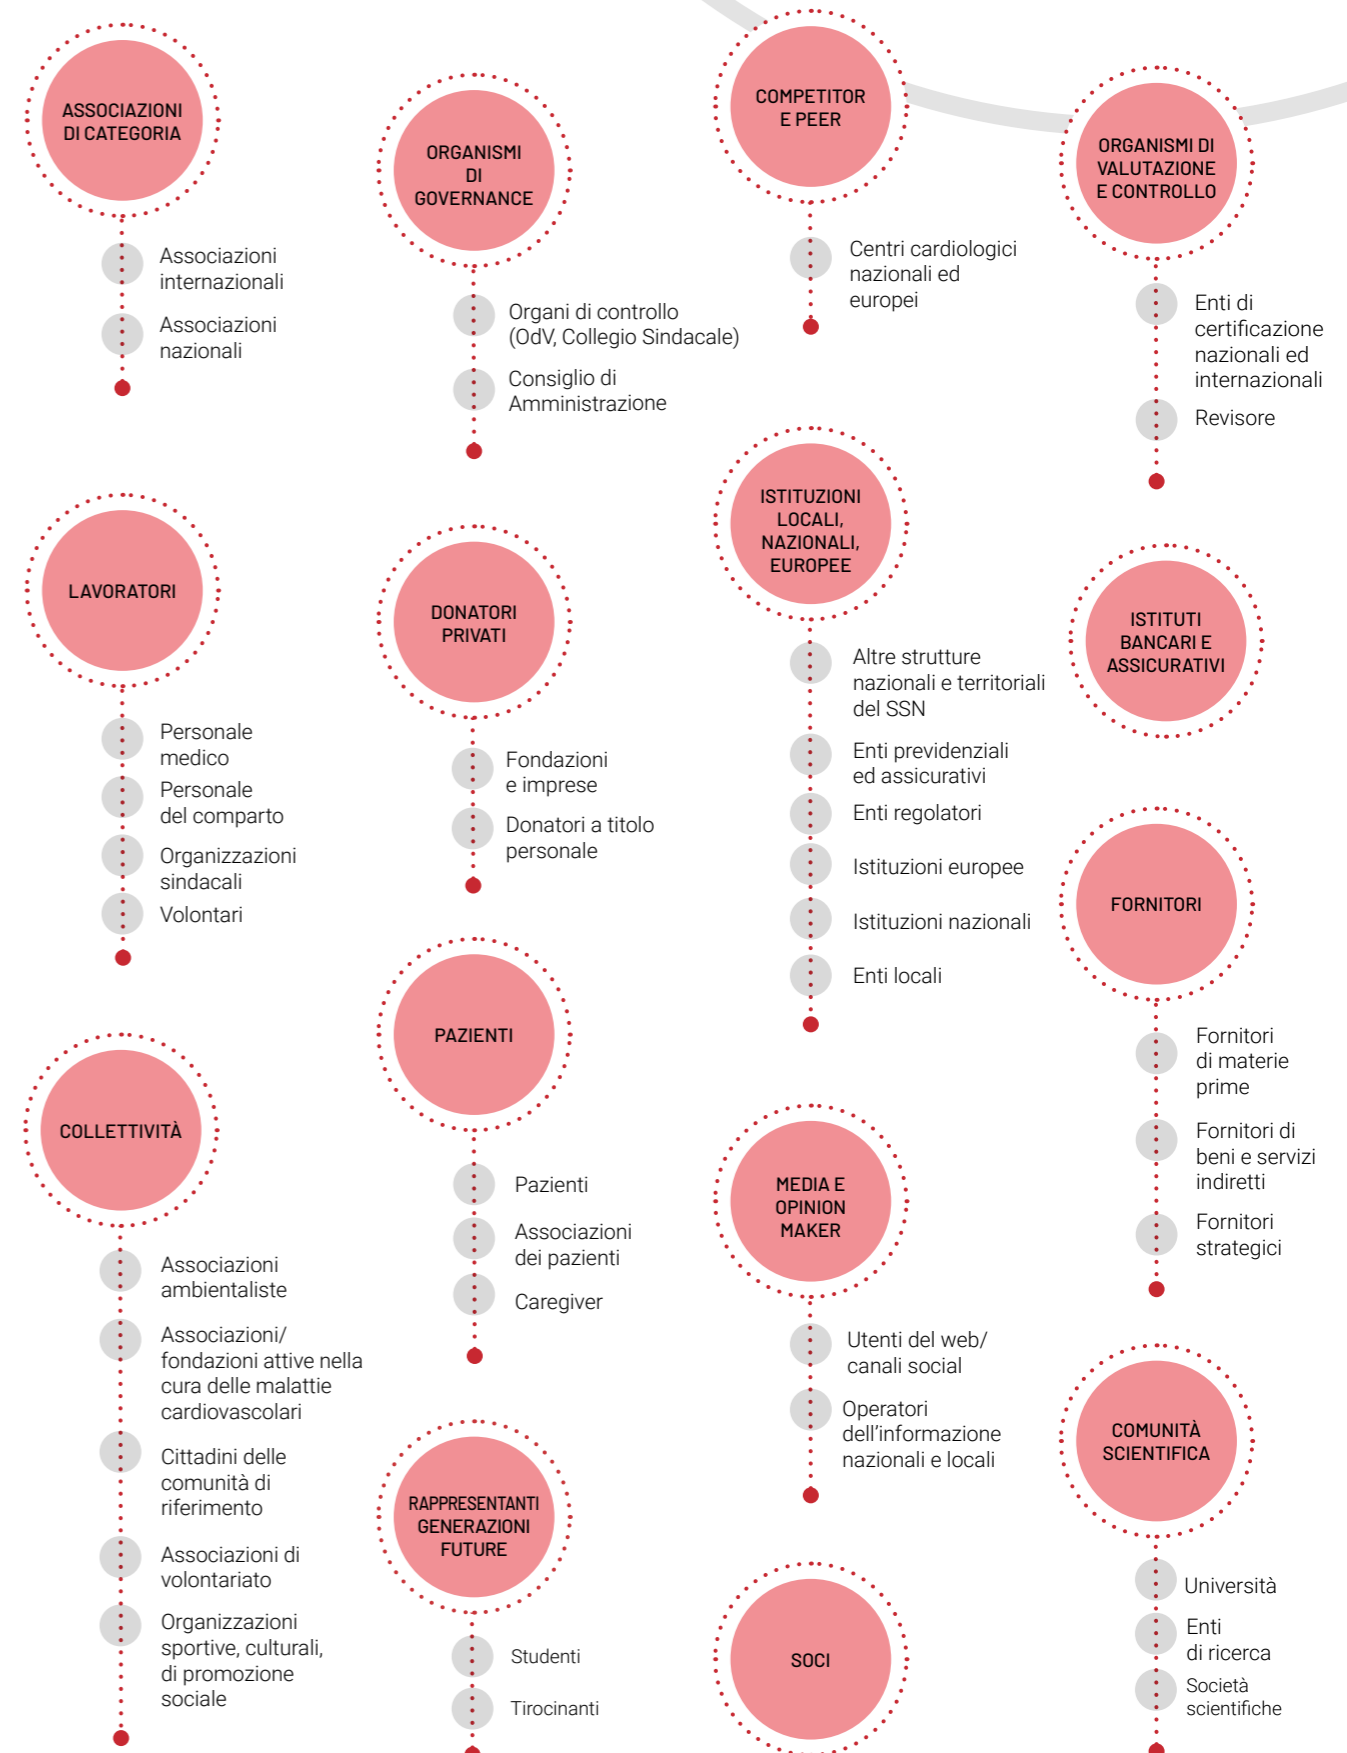 ASSOCIAZIONI
DI CATEGORIA
Associazioni
internazionali
Associazioni
nazionali
LAVORATORI
Personale
medico
Personale
del comparto
Organizzazioni
sindacali
Volontari
COLLETTIVITÀ
Associazioni
ambientaliste
Associazioni/
fondazioni attive nella
cura delle malattie
cardiovascolari
Cittadini delle
comunità di
riferimento
Associazioni di
volontariato
Organizzazioni
sportive, culturali,
di promozione
sociale
ORGANISMI
DI
GOVERNANCE
Organi di controllo
(OdV, Collegio Sindacale)
Consiglio di
Amministrazione
DONATORI
PRIVATI
Fondazioni
e imprese
Donatori a titolo
personale
PAZIENTI
Pazienti
Associazioni
dei pazienti
Caregiver
RAPPRESENTANTI
GENERAZIONI
FUTURE
Studenti
Tirocinanti
COMPETITOR
E PEER
Centri cardiologici
nazionali ed
europei
ISTITUZIONI
LOCALI,
NAZIONALI,
EUROPEE
Altre strutture
nazionali e territoriali
del SSN
Enti previdenziali
ed assicurativi
Enti regolatori
Istituzioni europee
Istituzioni nazionali
Enti locali
MEDIA E
OPINION
MAKER
Utenti del web/
canali social
Operatori
dell’informazione
nazionali e locali
SOCI
ORGANISMI DI
VALUTAZIONE
E CONTROLLO
Enti di
certificazione
nazionali ed
internazionali
Revisore
ISTITUTI
BANCARI E
ASSICURATIVI
FORNITORI
Fornitori
di materie
prime
Fornitori di
beni e servizi
indiretti
Fornitori
strategici
COMUNITÀ
SCIENTIFICA
Università
Enti
di ricerca
Società
scientifiche